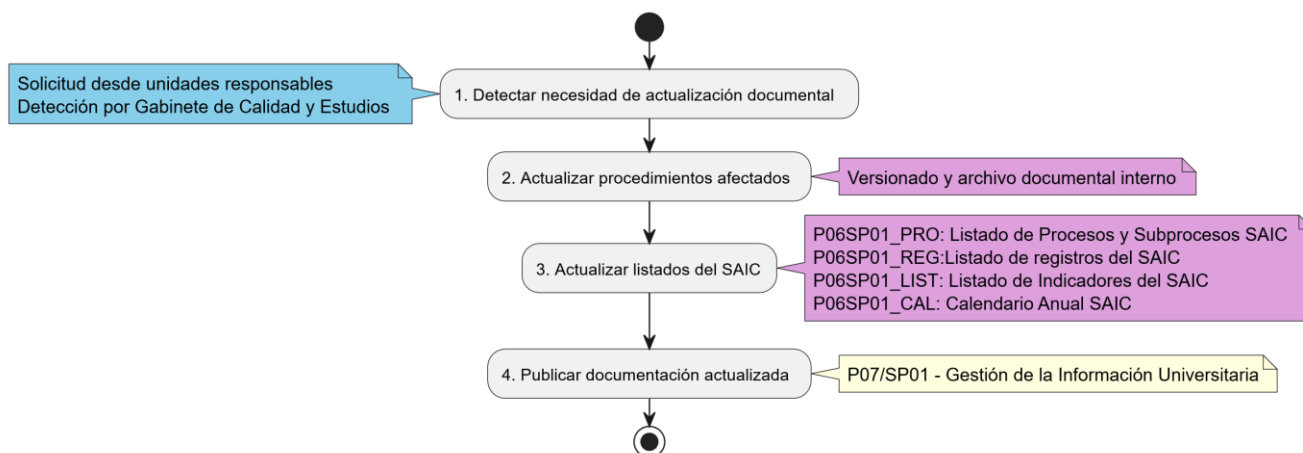 Solicitud desde unidades responsables
Detección por Gabinete de Calidad y Estudios
1. Detectar necesidad de actualización documental
2. Actualizar procedimientos afectados
Versionado y archivo documental interno
3. Actualizar listados del SAIC
P06SP01_PRO: Listado de Procesos y Subprocesos SAIC
P06SP01_REG:Listado de registros del SAIC
P06SP01_LIST: Listado de Indicadores del SAIC
P06SP01_CAL: Calendario Anual SAIC
4. Publicar documentación actualizada
P07/SP01 - Gestión de la Información Universitaria